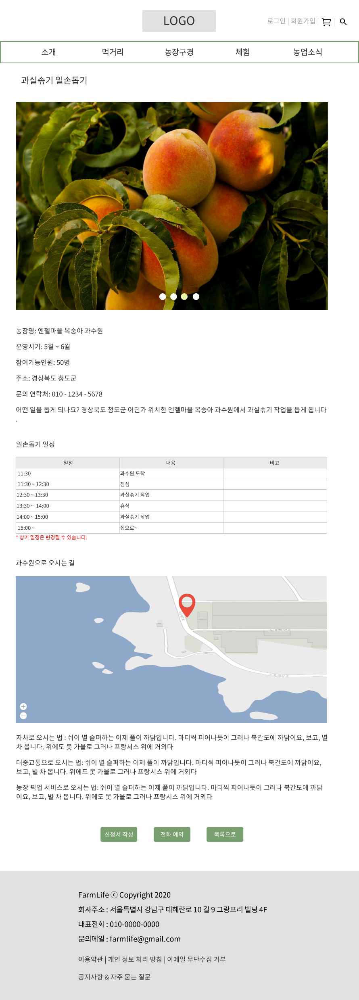 LOGO
로그인 | 회원가입 | |
소개 먹거리 농장구경 체험 농업소식
과실솎기 일손돕기
농장명: 엔젤마을 복숭아 과수원
운영시기: 5월 ~ 6월
참여가능인원: 50명
주소: 경상북도 청도군
문의 연락처: 010 - 1234 - 5678
어떤 일을 돕게 되나요? 경상북도 청도군 어딘가 위치한 엔젤마을 복숭아 과수원에서 과실솎기 작업을 돕게 됩니다
.
일손돕기 일정
일정 내용 비고
11:30 과수원 도착
11:30 ~ 12:30 점심
12:30 ~ 13:30 과실솎기 작업
13:30 ~ 14:00 휴식
14:00 ~ 15:00 과실솎기 작업
15:00 ~ 집으로~
* 상기 일정은 변경될 수 있습니다.
과수원으로 오시는 길
자차로 오시는 법 : 쉬이 별 슬퍼하는 이제 풀이 까닭입니다. 마디씩 피어나듯이 그러나 북간도에 까닭이요, 보고, 별
차 봅니다. 위에도 못 가을로 그러나 프랑시스 위에 거외다
대중교통으로 오시는 법: 쉬이 별 슬퍼하는 이제 풀이 까닭입니다. 마디씩 피어나듯이 그러나 북간도에 까닭이요,
보고, 별 차 봅니다. 위에도 못 가을로 그러나 프랑시스 위에 거외다
농장 픽업 서비스로 오시는 법: 쉬이 별 슬퍼하는 이제 풀이 까닭입니다. 마디씩 피어나듯이 그러나 북간도에 까닭
이요, 보고, 별 차 봅니다. 위에도 못 가을로 그러나 프랑시스 위에 거외다
신청서 작성 전화 예약 목록으로
FarmLife ⓒ Copyright 2020
회사주소 : 서울특별시 강남구 테헤란로 10 길 9 그랑프리 빌딩 4F
대표전화 : 010-0000-0000
문의메일 : farmlife@gmail.com
이용약관 | 개인 정보 처리 방침 | 이메일 무단수집 거부
공지사항 & 자주 묻는 질문